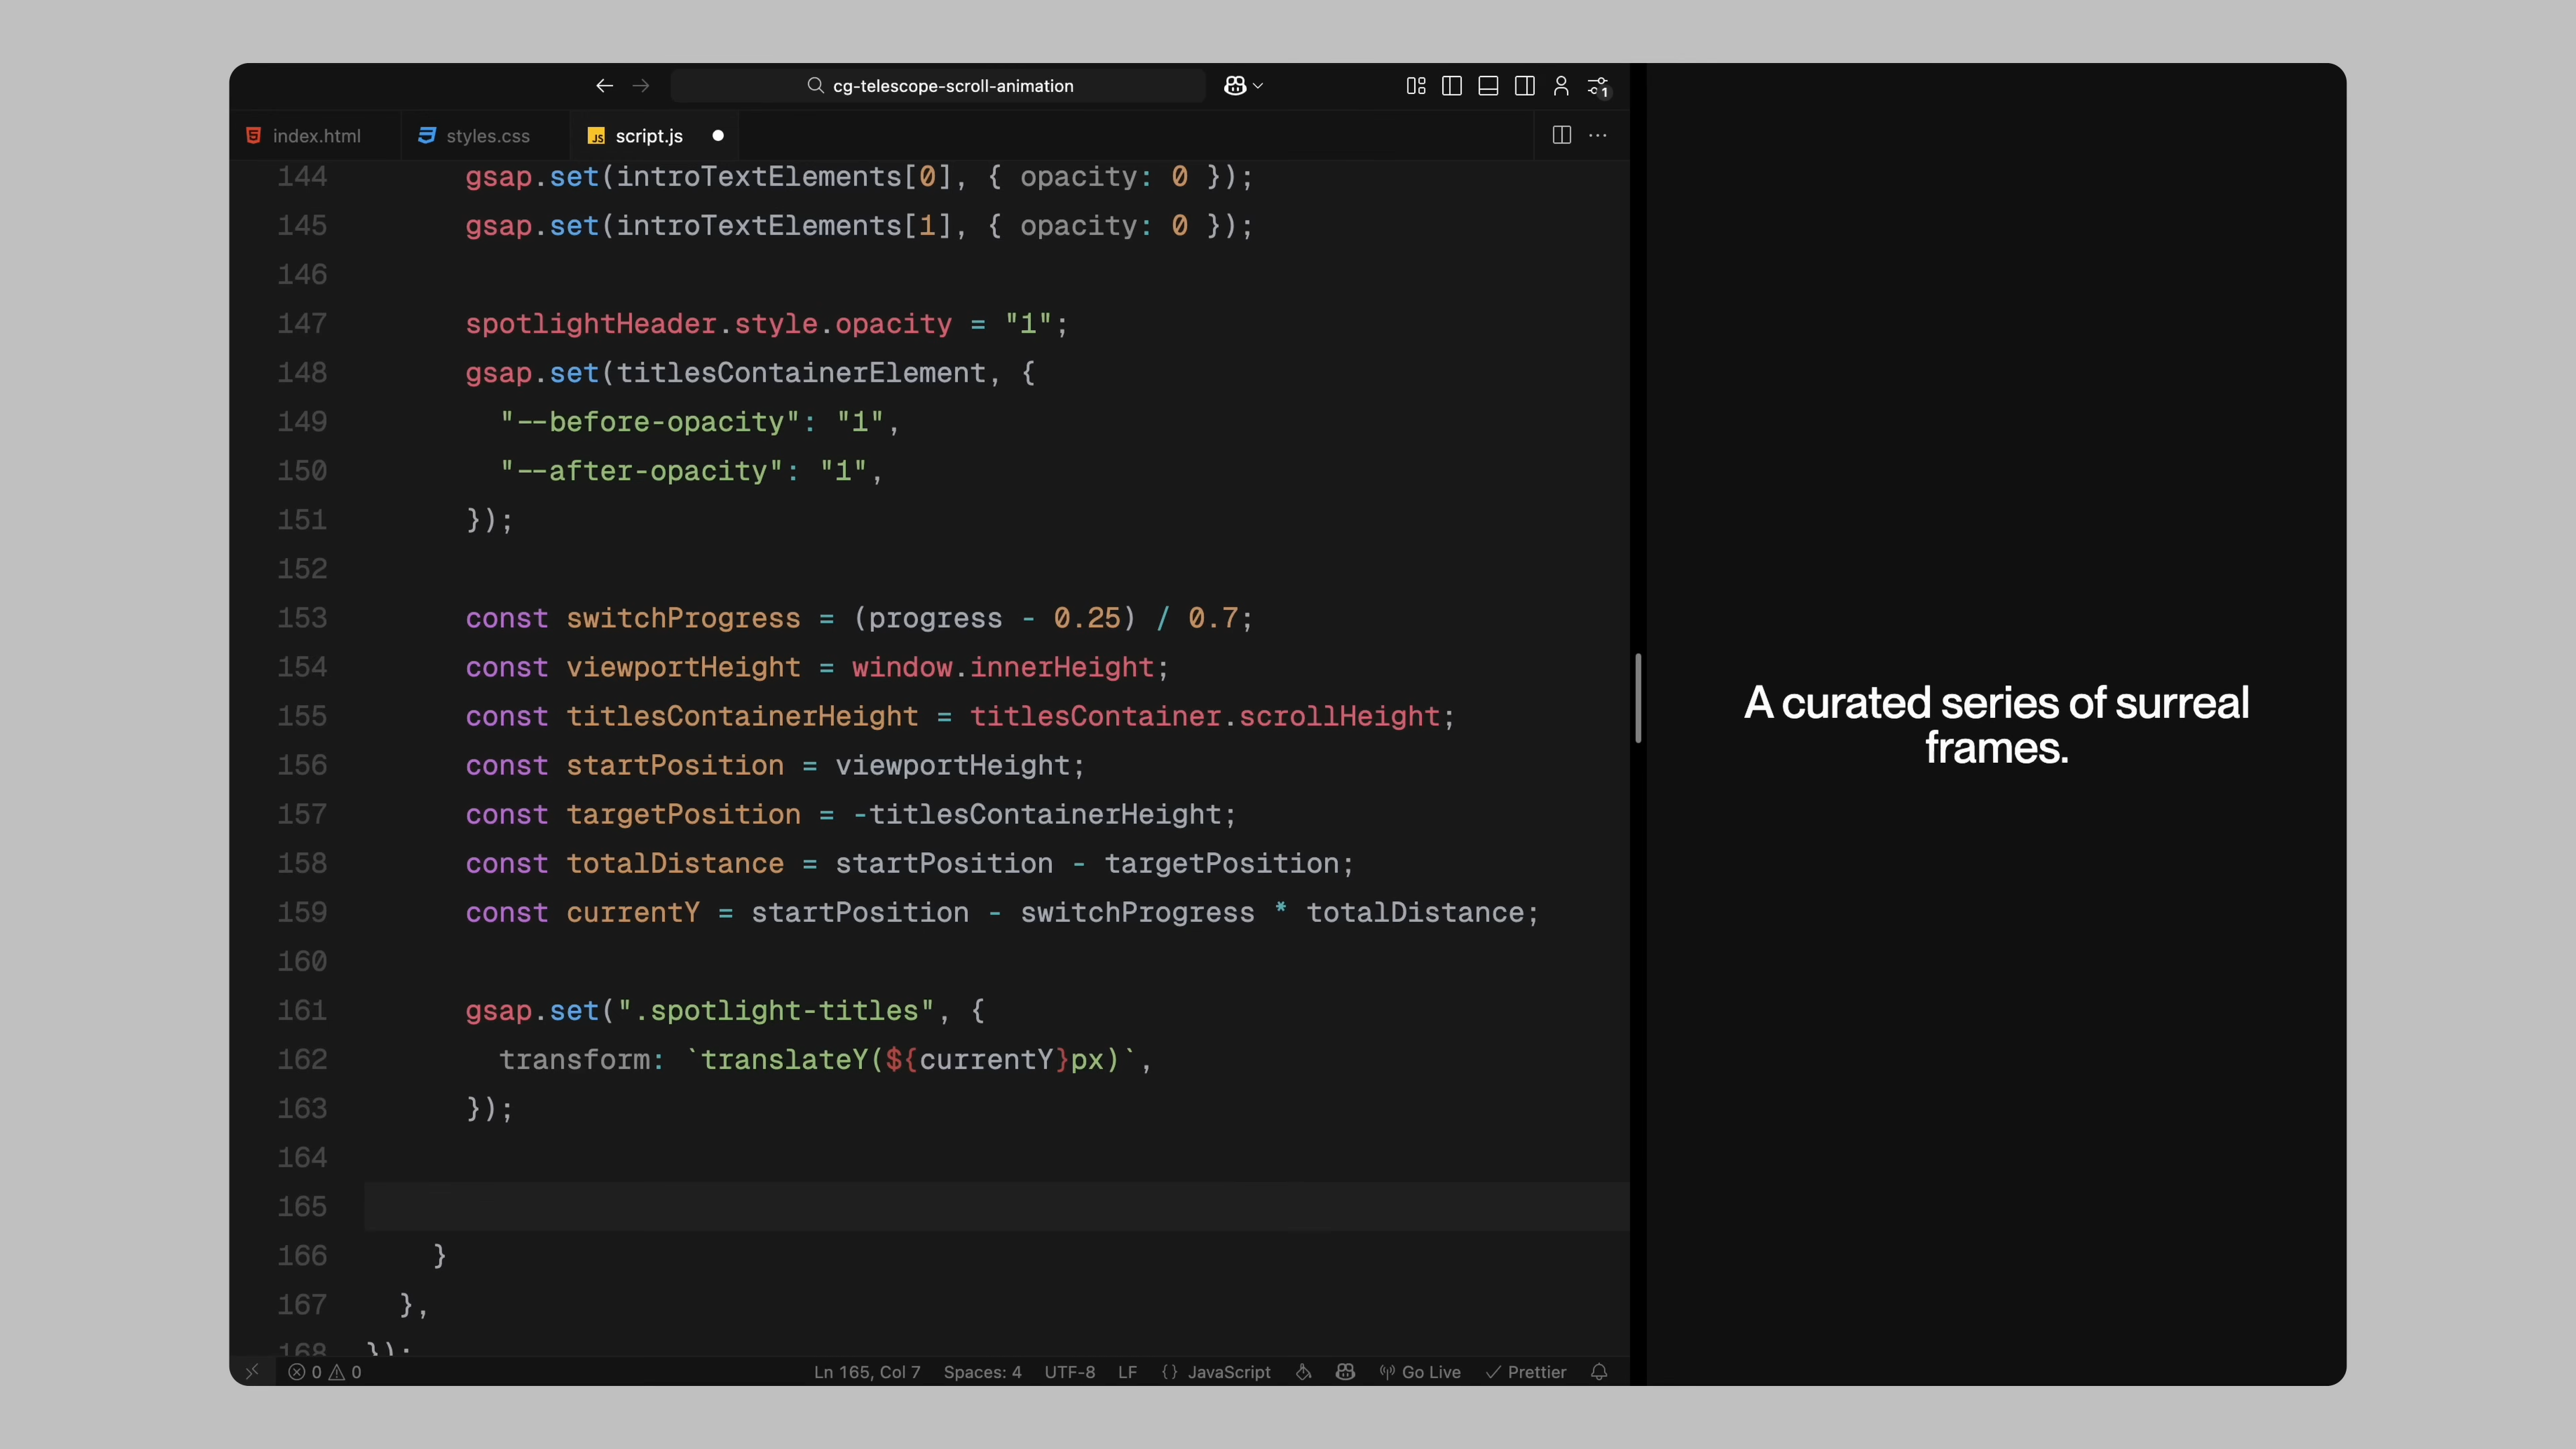 cg-telescope-scroll-animation
1
index.html
styles.css
JS script.js
144 gsap.set(introTextElements[0], { opacity: 0 });
145 gsap.set(introTextElements[1], { opacity: 0 });
146
147 spotlightHeader.style.opacity = "1";
148 gsap.set(titlesContainerElement, {
149 "--before-opacity": "1",
150 "--after-opacity": "1",
151 });
152
153 const switchProgress = (progress - 0.25) / 0.7;
154 const viewportHeight = window.innerHeight;
155 const titlesContainerHeight = titlesContainer.scrollHeight;
156 const startPosition = viewportHeight;
157 const targetPosition = -titlesContainerHeight;
158 const totalDistance = startPosition - targetPosition;
159 const currentY = startPosition - switchProgress * totalDistance;
160
161 gsap.set(".spotlight-titles", {
162 transform: `translateY(${currentY}px)`,
163 });
164
165
166 }
167 },
168 });
0 0 Ln 165, Col 7 Spaces: 4 UTF-8 LF {} JavaScript Go Live Prettier
A curated series of surreal
frames.